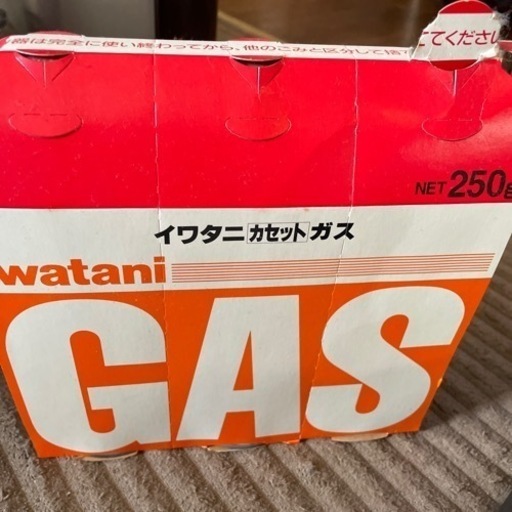 器は完全に使い終わってから、他のごみと区分して捨
てください
NET 250g
イワタニ カセット ガス
watani
GAS